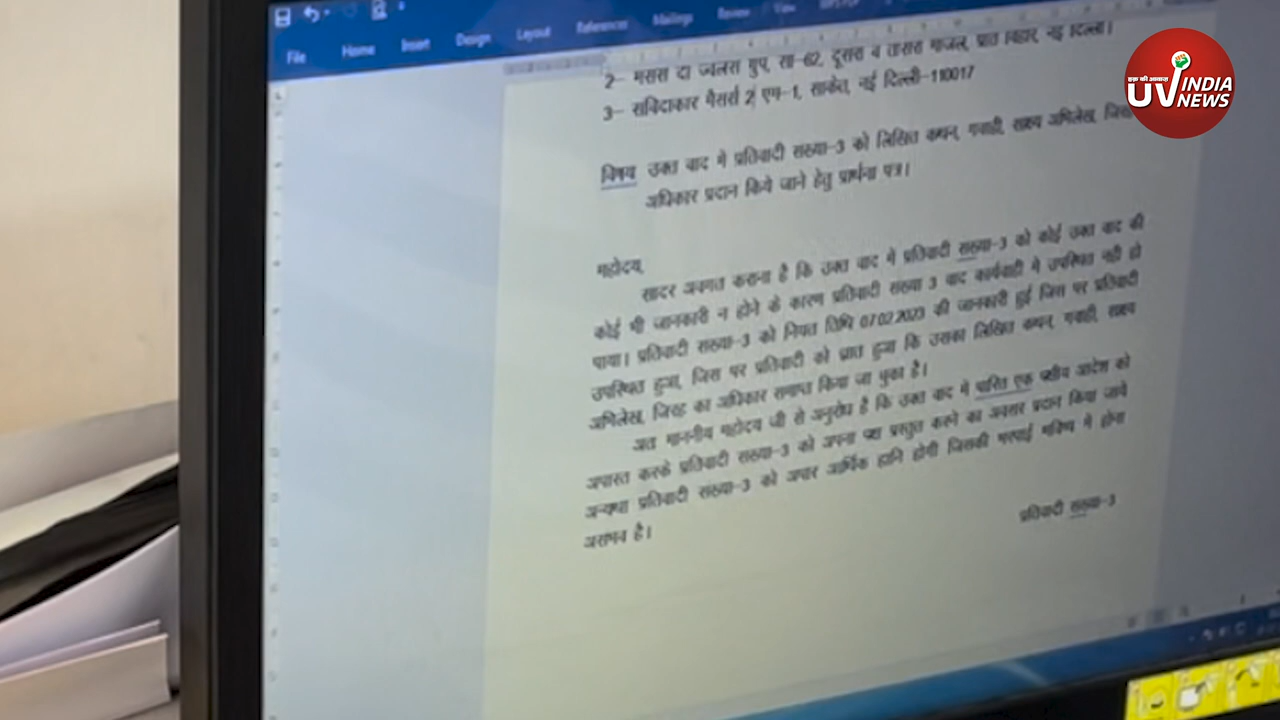 File Home Insert Design Layout References Mailings Review View
2– मैसर्स दी ज्वैलर्स ग्रुप, सी–62, दूसरी व तीसरी मंजिल, प्रीत विहार, नई दिल्ली।
3– संविदाकार मैसर्स 2 एम–1, साकेत, नई दिल्ली–110017
विषय उक्त वाद में प्रतिवादी संख्या–3 को लिखित कथन, गवाही, साक्ष्य अभिलेख,
अधिकार प्रदान किये जाने हेतु प्रार्थना पत्र।
महोदय,
सादर अवगत कराना है कि उक्त वाद में प्रतिवादी संख्या–3 को कोई उक्त वाद की
कोई भी जानकारी न होने के कारण प्रतिवादी संख्या 3 वाद कार्यवाही में उपस्थित नही हो
पाया। प्रतिवादी संख्या–3 को नियत तिथि 07.02.2023 की जानकारी हुई जिस पर प्रतिवादी
उपस्थित हुआ, जिस पर प्रतिवादी को प्राप्त हुआ कि उसका लिखित कथन, गवाही, साक्ष्य
अभिलेख, जिरह का अधिकार समाप्त किया जा चुका है।
अतः माननीय महोदय जी से अनुरोध है कि उक्त वाद में पारित एक पक्षीय आदेश को
अपास्त करके प्रतिवादी संख्या–3 को अपना पक्ष प्रस्तुत करने का अवसर प्रदान किया जावे
अन्यथा प्रतिवादी संख्या–3 को अपार आर्थिक हानि होगी जिसकी भरपाई भविष्य में होना
असंभव है।
प्रतिवादी संख्या–3
हक की आवाज़
UV INDIA NEWS